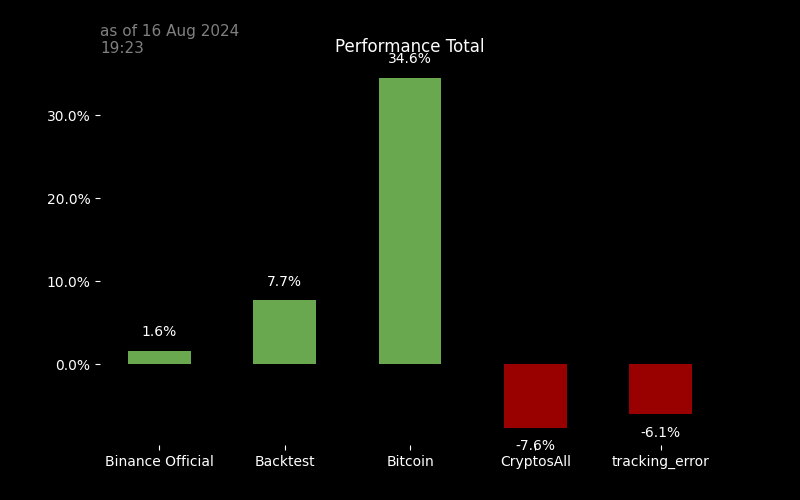 as of 16 Aug 2024
19:23
Performance Total
34.6%
30.0%
20.0%
10.0%
0.0%
7.7%
1.6%
-7.6%
-6.1%
Binance Official
Backtest
Bitcoin
CryptosAll
tracking_error